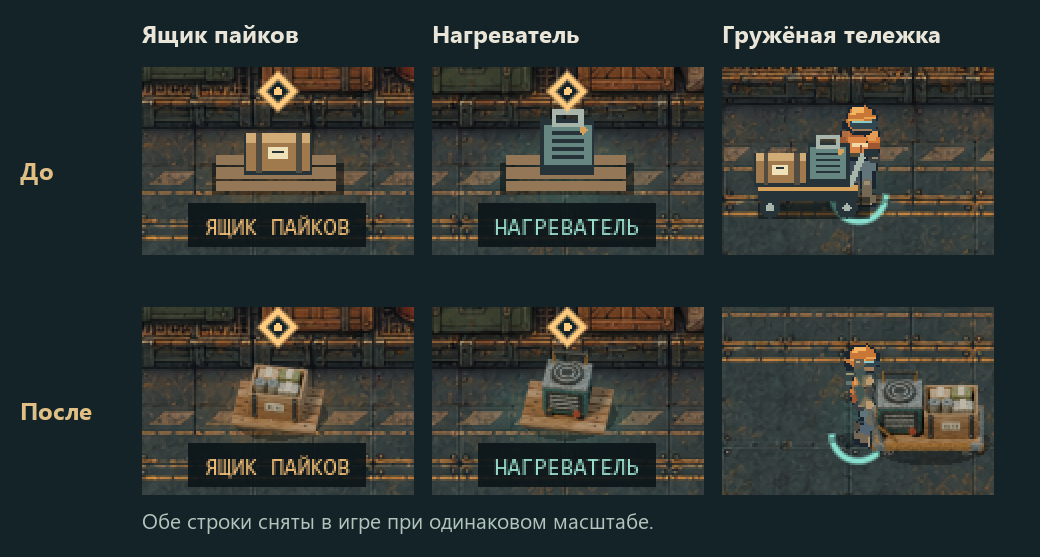 Ящик пайков
Нагреватель
Гружёная тележка
До
ЯЩИК ПАЙКОВ
НАГРЕВАТЕЛЬ
После
ЯЩИК ПАЙКОВ
НАГРЕВАТЕЛЬ
Обе строки сняты в игре при одинаковом масштабе.